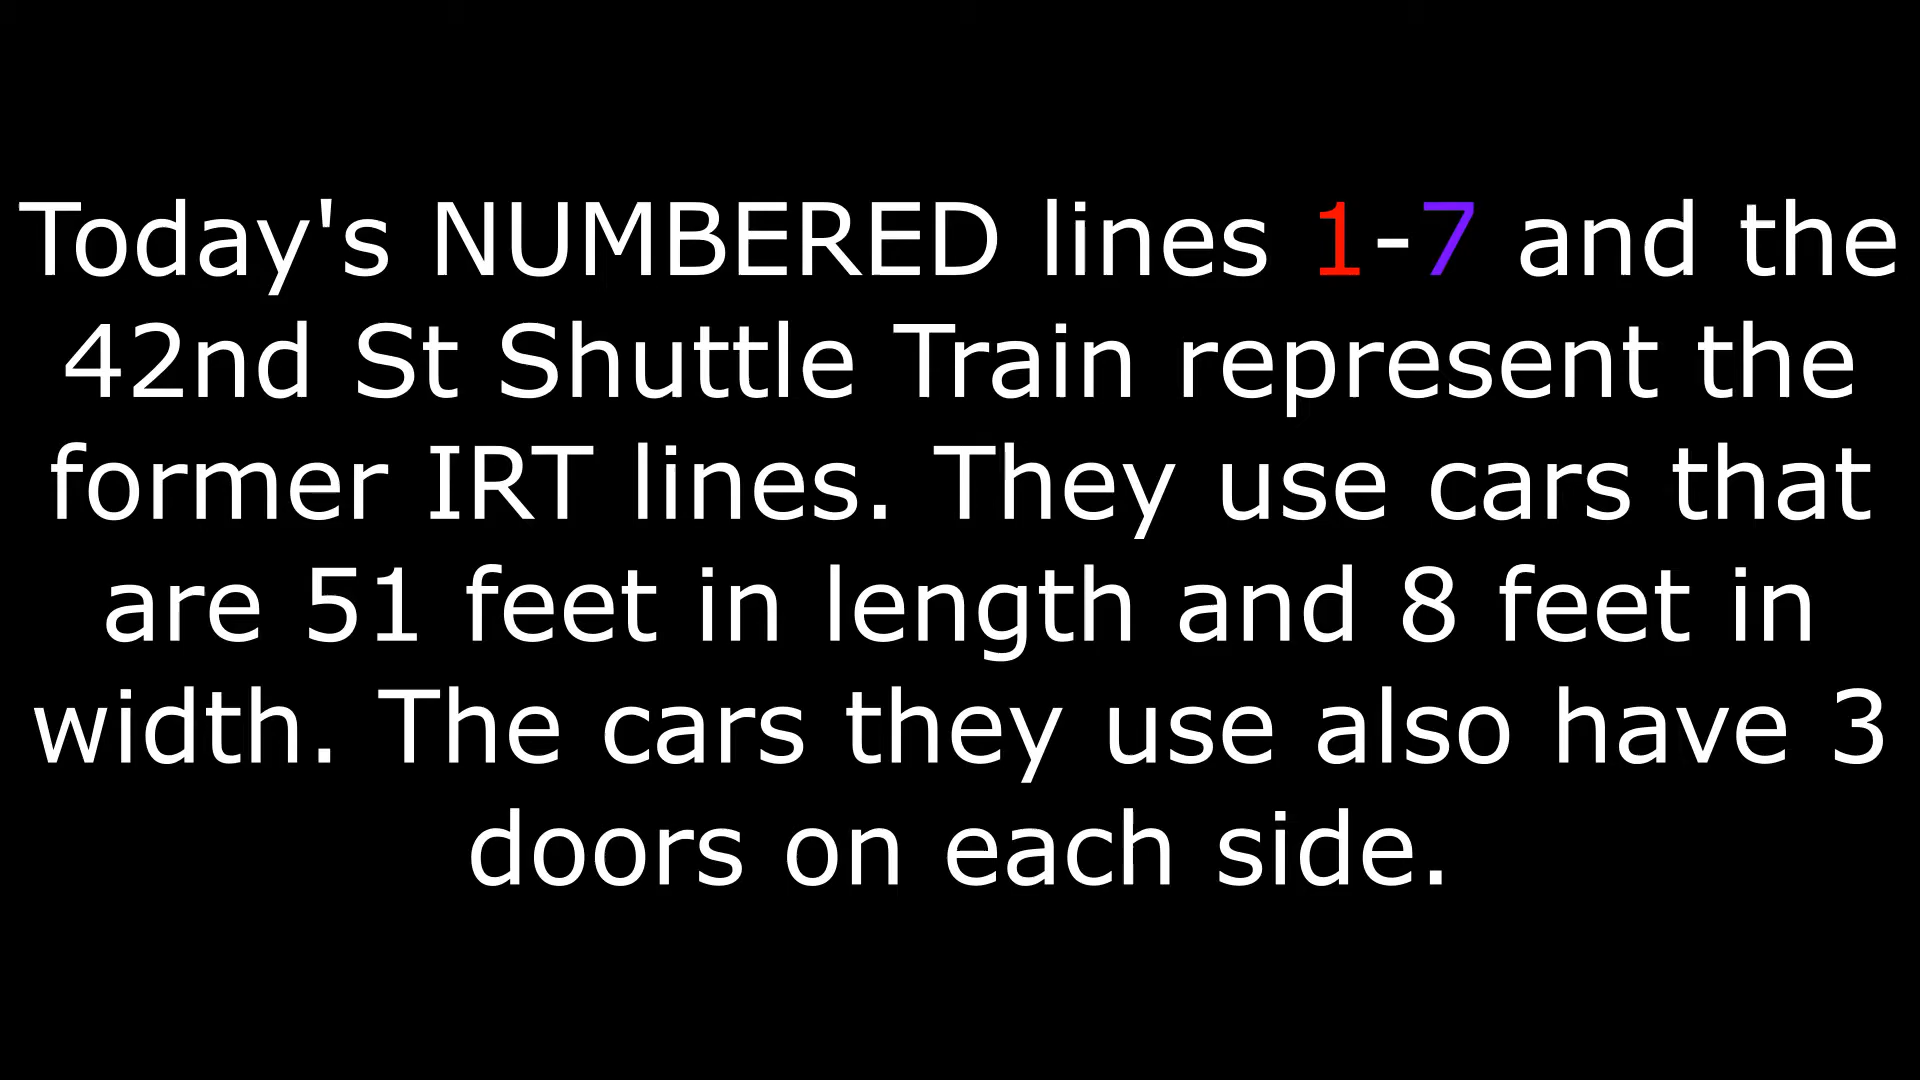 Today's NUMBERED lines 1-7 and the
42nd St Shuttle Train represent the
former IRT lines. They use cars that
are 51 feet in length and 8 feet in
width. The cars they use also have 3
doors on each side.